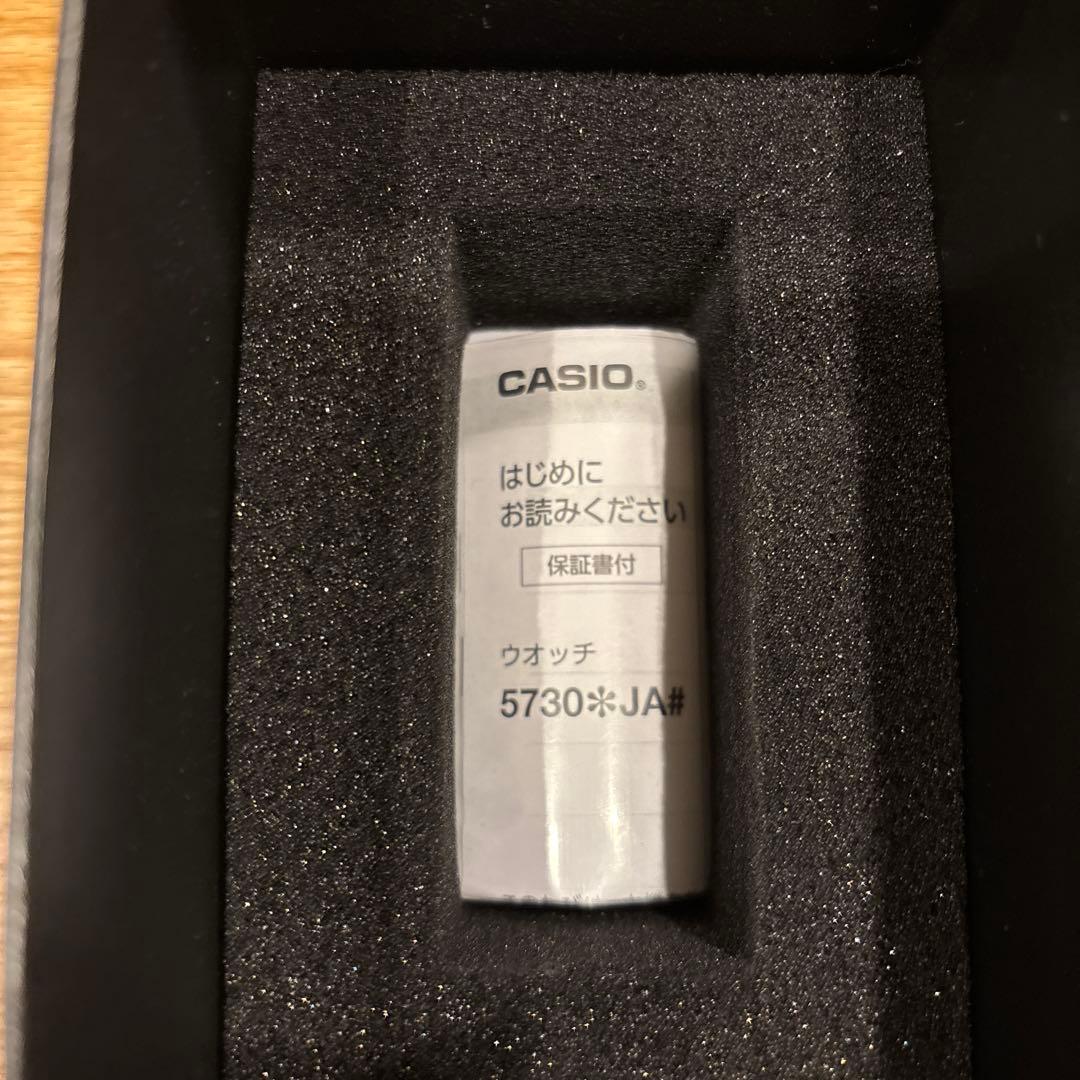 CASIO®
はじめに
お読みください
保証書付
ウオッチ
5730✻JA#